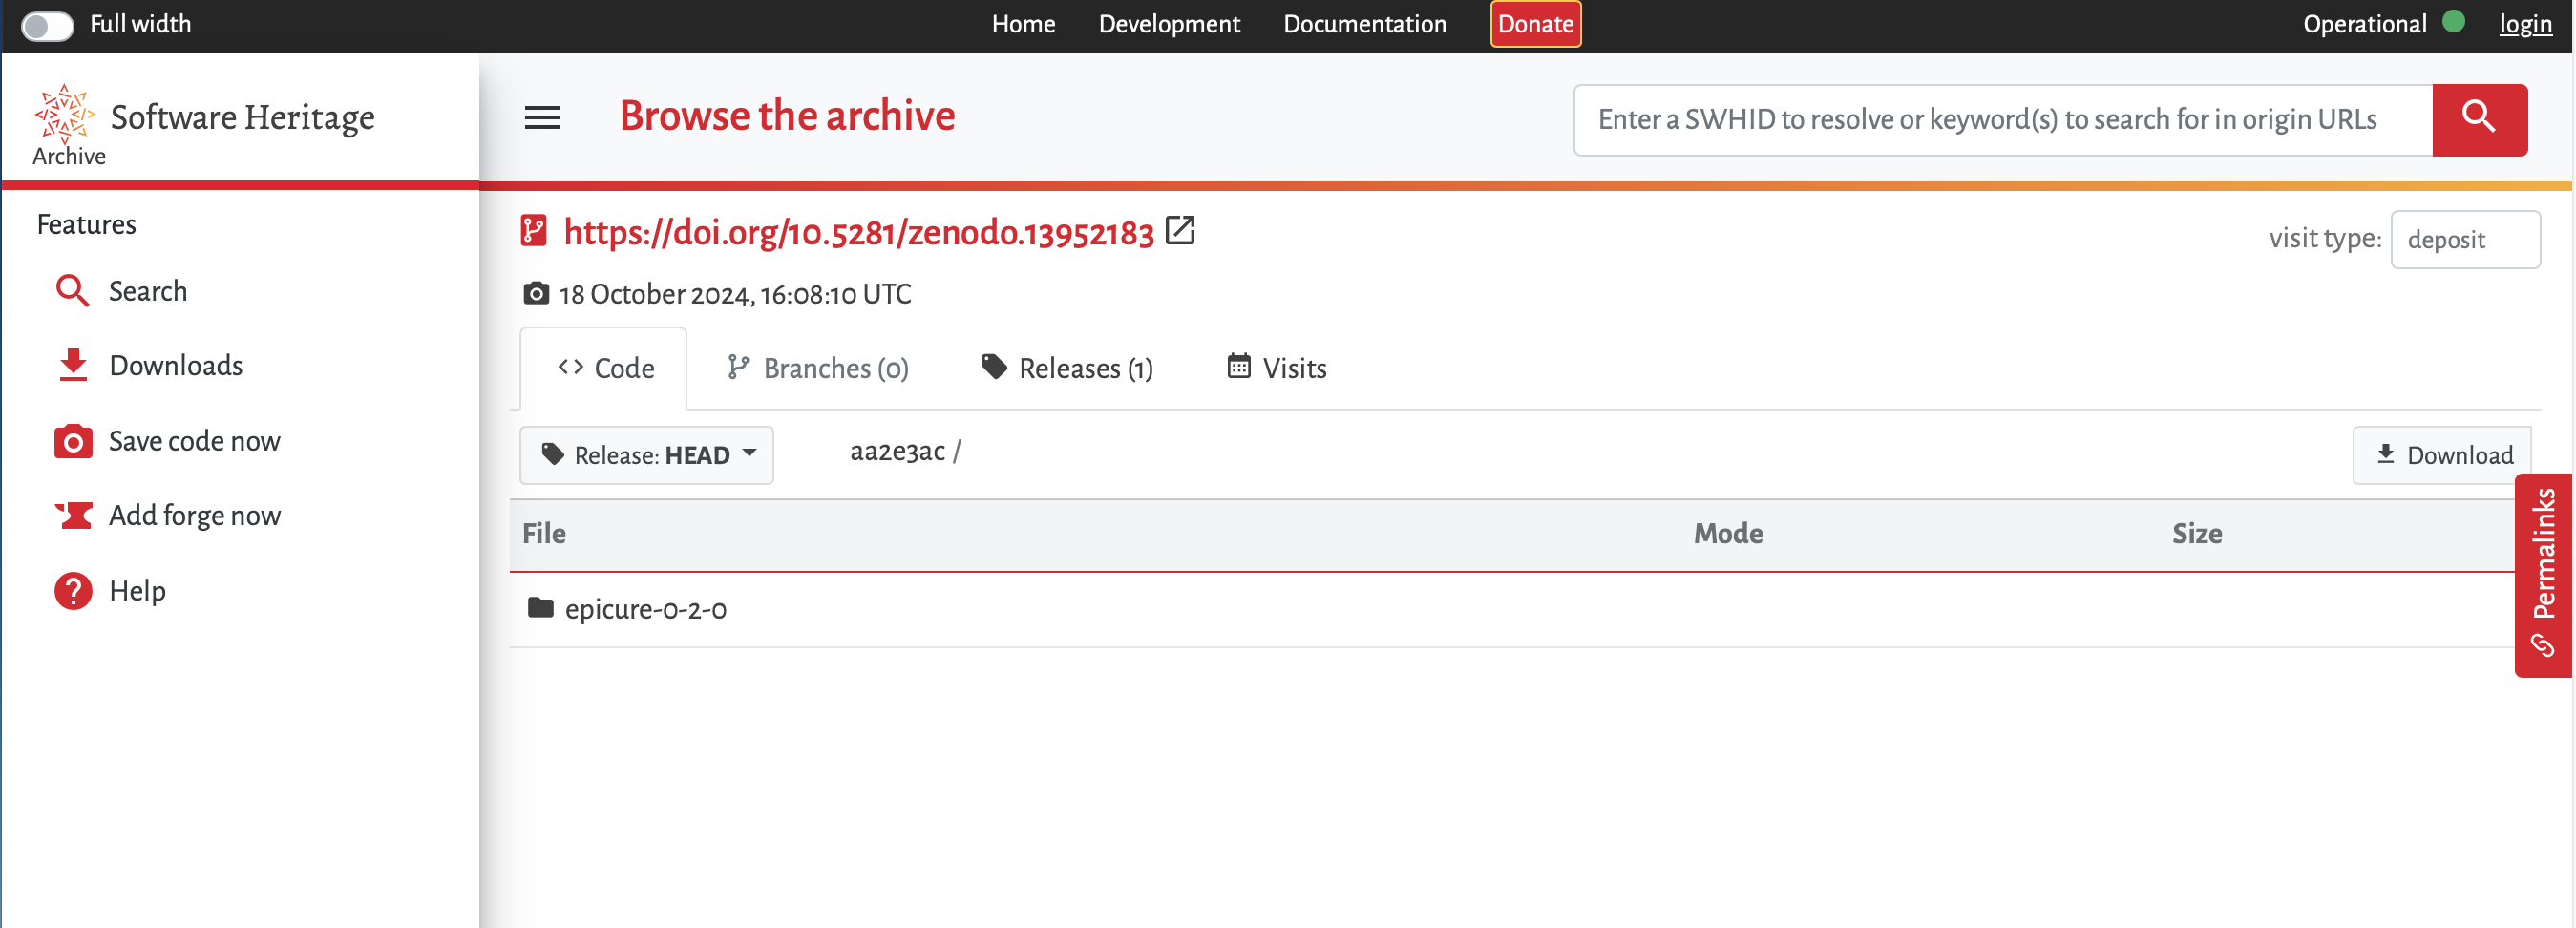 Full width
Home Development Documentation Donate
Operational login
Software Heritage
Archive
Browse the archive
Enter a SWHID to resolve or keyword(s) to search for in origin URLs
Features
Search
Downloads
Save code now
Add forge now
Help
https://doi.org/10.5281/zenodo.13952183
visit type: deposit
18 October 2024, 16:08:10 UTC
Code Branches (0) Releases (1) Visits
Release: HEAD aa2e3ac / Download
File Mode Size
epicure-0-2-0
Permalinks